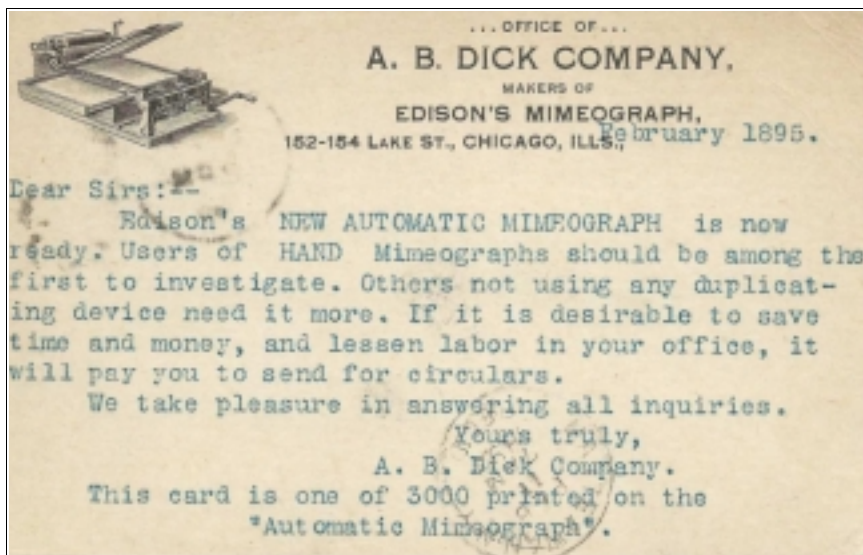 ...OFFICE OF...
A. B. DICK COMPANY,
MAKERS OF
EDISON'S MIMEOGRAPH,
152-154 LAKE ST., CHICAGO, ILLS.,
February 1895.
Dear Sirs:--
Edison's NEW AUTOMATIC MIMEOGRAPH is now
ready. Users of HAND Mimeographs should be among the
first to investigate. Others not using any duplicat-
ing device need it more. If it is desirable to save
time and money, and lessen labor in your office, it
will pay you to send for circulars.
We take pleasure in answering all inquiries.
Yours truly,
A. B. Dick Company.
This card is one of 3000 printed on the
"Automatic Mimeograph".